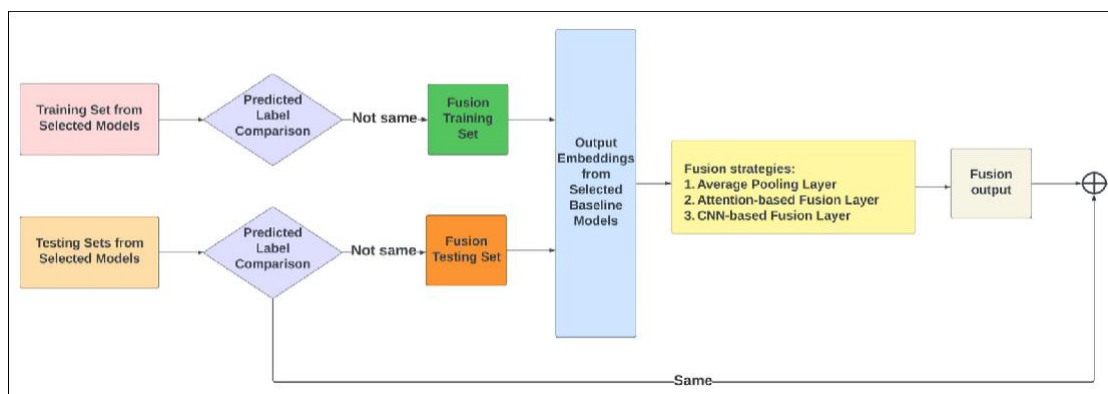 Training Set from
Selected Models
Predicted
Label
Comparison
Not same
Fusion
Training
Set
Testing Sets from
Selected Models
Predicted
Label
Comparison
Not same
Fusion
Testing Set
Output
Embeddings
from
Selected
Baseline
Models
Fusion strategies:
1. Average Pooling Layer
2. Attention-based Fusion Layer
3. CNN-based Fusion Layer
Fusion
output
Same